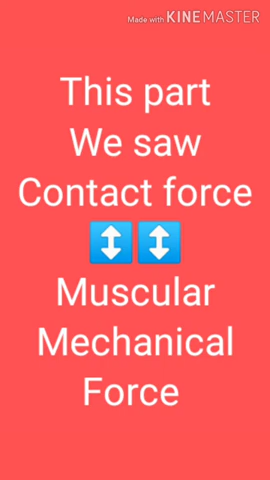 Made with KINEMASTER
This part
We saw
Contact force
↕️↕️
Muscular
Mechanical
Force